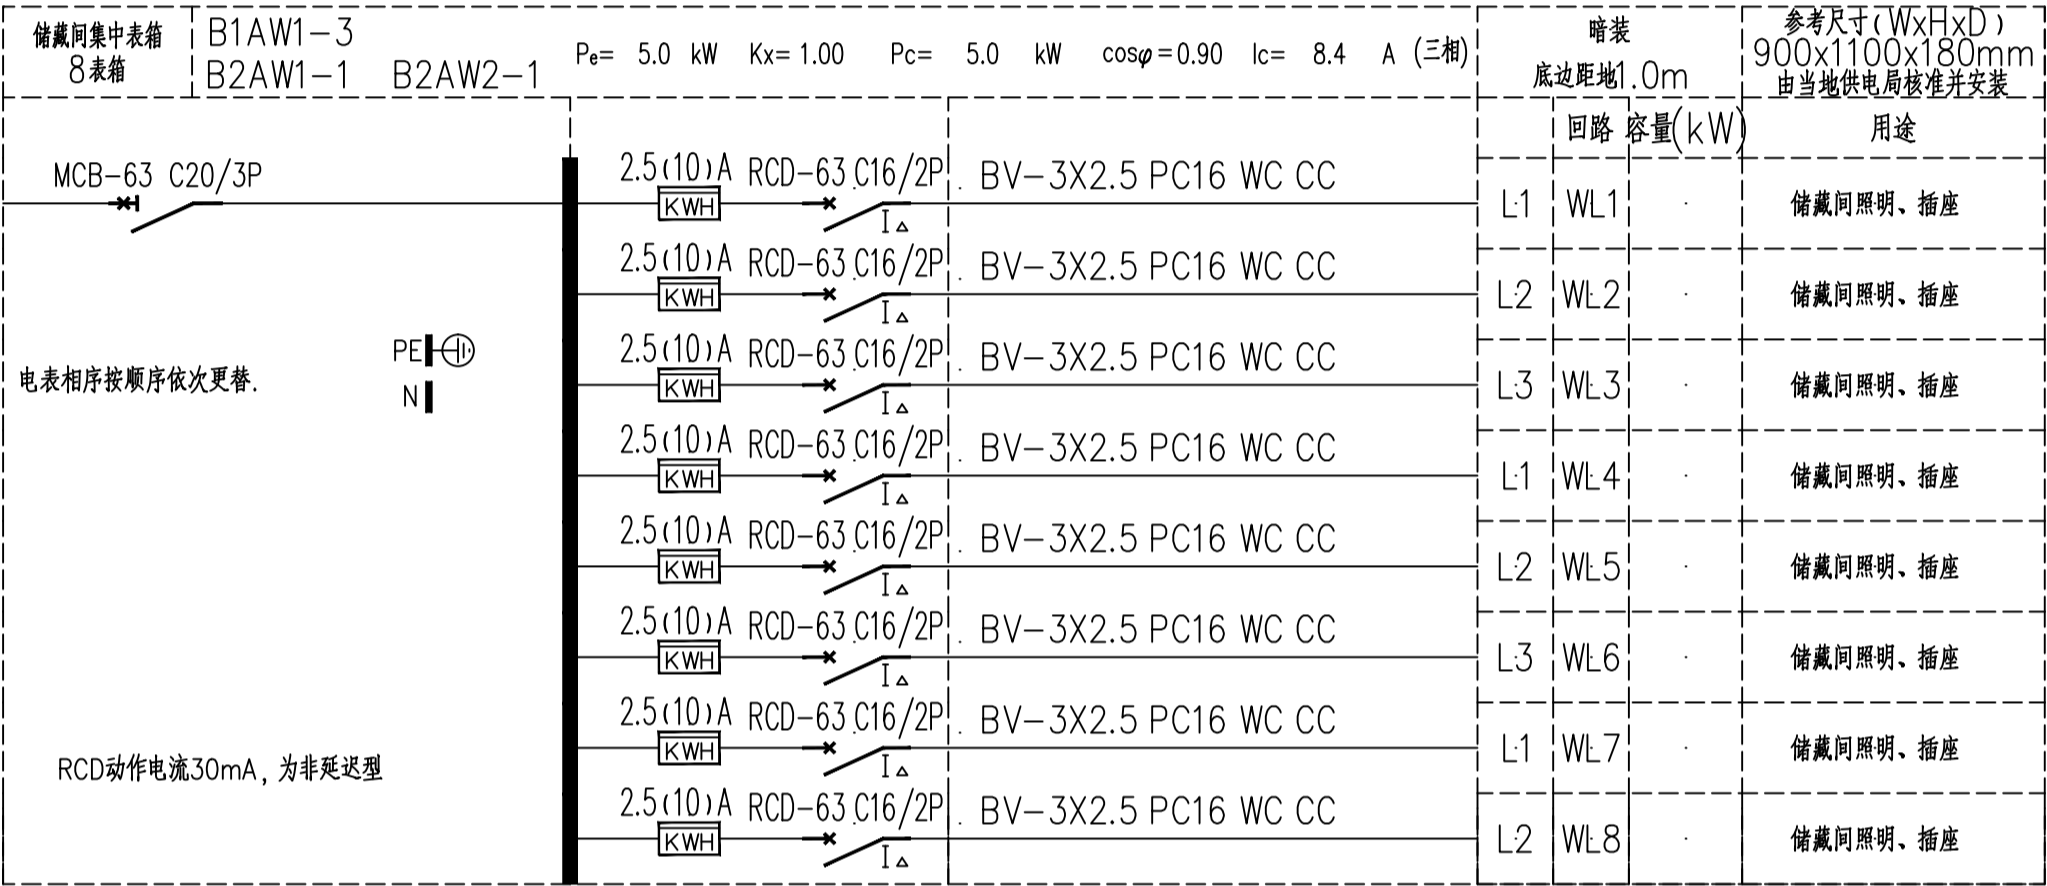 储藏间集中表箱
8表箱
B1AW1-3
B2AW1-1 B2AW2-1
Pe= 5.0 kW Kx= 1.00 Pc= 5.0 kW cosφ=0.90 Ic= 8.4 A (三相)
暗装
底边距地1.0m
参考尺寸(WxHxD)
900x1100x180mm
由当地供电局核准并安装
回路 容量(kW) 用途
MCB-63 C20/3P
2.5(10)A RCD-63 C16/2P BV-3X2.5 PC16 WC CC
KWH
I△
L1 WL1 储藏间照明、插座
2.5(10)A RCD-63 C16/2P BV-3X2.5 PC16 WC CC
KWH
I△
L2 WL2 储藏间照明、插座
PE
电表相序按顺序依次更替.
N
2.5(10)A RCD-63 C16/2P BV-3X2.5 PC16 WC CC
KWH
I△
L3 WL3 储藏间照明、插座
2.5(10)A RCD-63 C16/2P BV-3X2.5 PC16 WC CC
KWH
I△
L1 WL4 储藏间照明、插座
2.5(10)A RCD-63 C16/2P BV-3X2.5 PC16 WC CC
KWH
I△
L2 WL5 储藏间照明、插座
2.5(10)A RCD-63 C16/2P BV-3X2.5 PC16 WC CC
KWH
I△
L3 WL6 储藏间照明、插座
RCD动作电流30mA, 为非延迟型
2.5(10)A RCD-63 C16/2P BV-3X2.5 PC16 WC CC
KWH
I△
L1 WL7 储藏间照明、插座
2.5(10)A RCD-63 C16/2P BV-3X2.5 PC16 WC CC
KWH
I△
L2 WL8 储藏间照明、插座